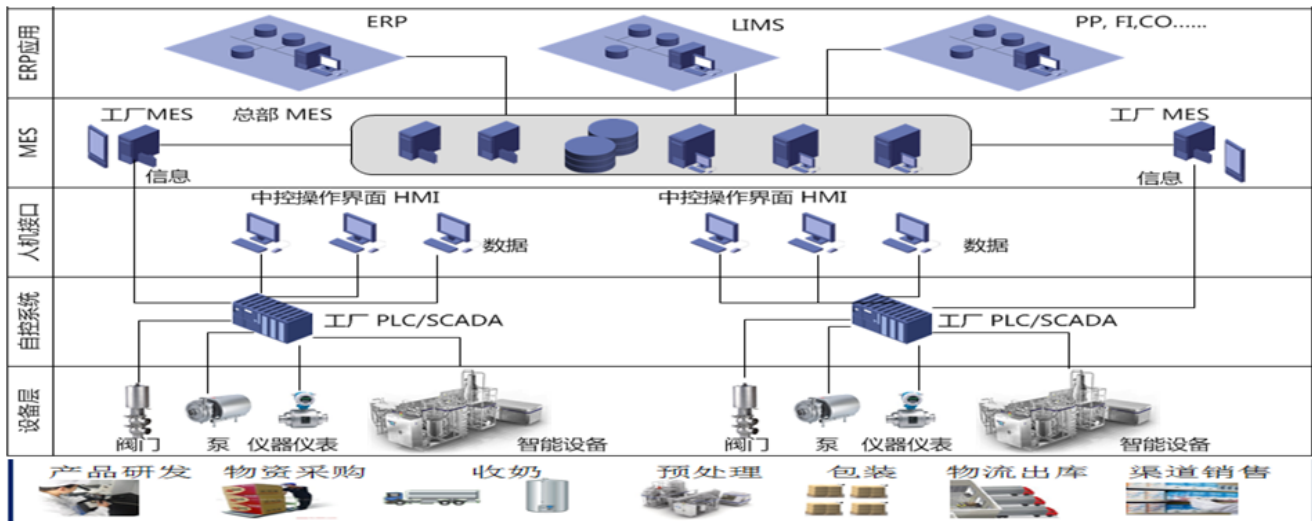 ERP应用
ERP
LIMS
PP, FI,CO......
MES
工厂MES
总部 MES
工厂 MES
信息
信息
人机接口
中控操作界面 HMI
中控操作界面 HMI
数据
数据
自控系统
工厂 PLC/SCADA
工厂 PLC/SCADA
设备层
阀门
泵
仪器仪表
智能设备
阀门
泵
仪器仪表
智能设备
产品研发
物资采购
收奶
预处理
包装
物流出库
渠道销售